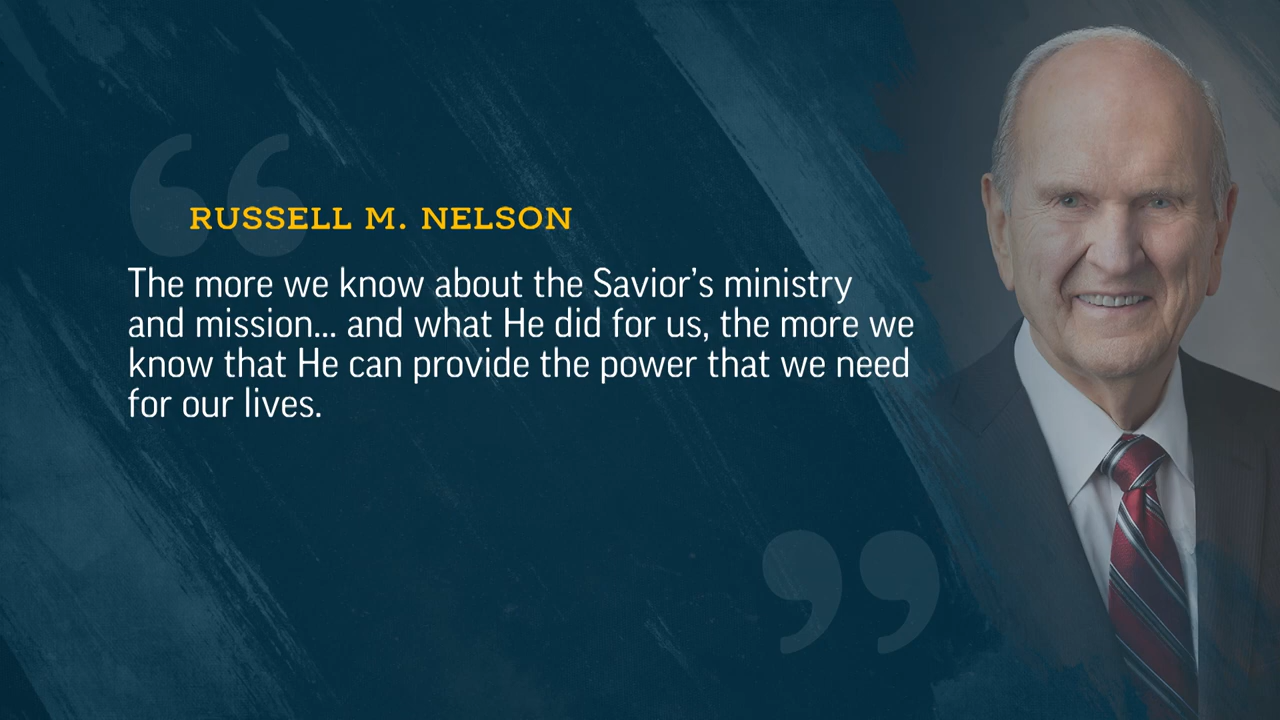 RUSSELL M. NELSON
The more we know about the Savior’s ministry
and mission... and what He did for us, the more we
know that He can provide the power that we need
for our lives.